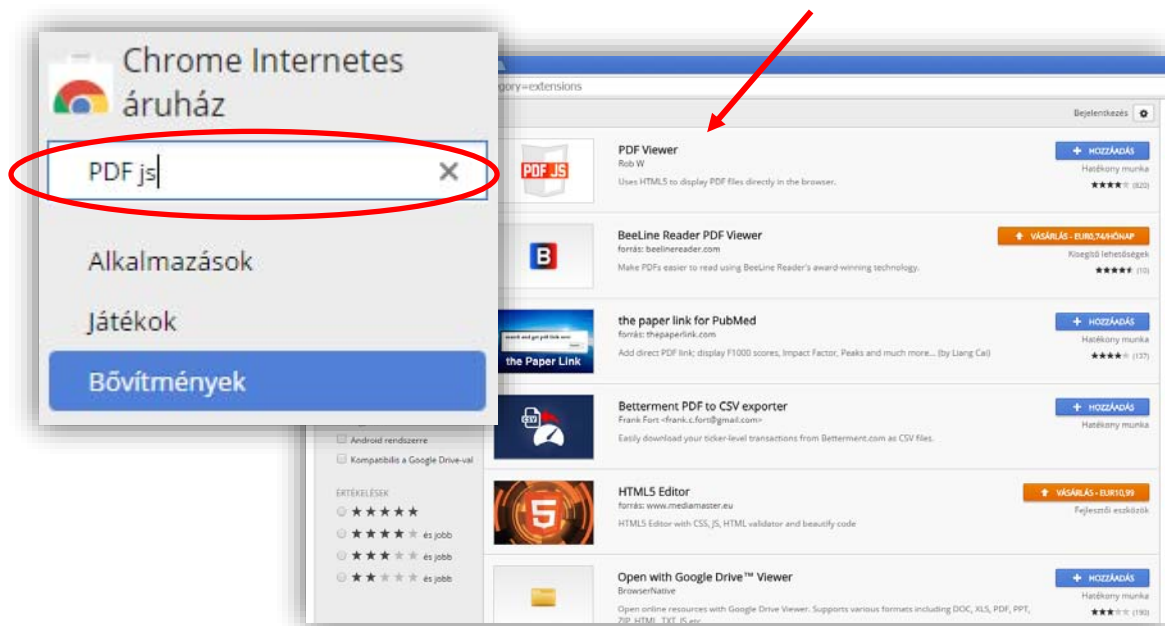 Chrome Internetes
áruház
PDF js
Alkalmazások
Játékok
Bővítmények
gory=extensions
Bejelentkezés
PDF JS
PDF Viewer
Rob W
Uses HTML5 to display PDF files directly in the browser.
+ HOZZÁADÁS
Hatékony munka
★★★★☆ (820)
B
BeeLine Reader PDF Viewer
forrás: beelinereader.com
Make PDFs easier to read using BeeLine Reader's award-winning technology.
VÁSÁRLÁS - EUR0,74/HÓNAP
Kisegítő lehetőségek
(10)
the Paper Link
the paper link for PubMed
forrás: thepaperlink.com
Add direct PDF link; display F1000 scores, Impact Factor, Peaks and much more... (by Liang Cai)
+ HOZZÁADÁS
Hatékony munka
★★★★☆ (137)
CSV
Betterment PDF to CSV exporter
Frank Fort <frank.c.fort@gmail.com>
Easily download your ticker-level transactions from Betterment.com as CSV files.
+ HOZZÁADÁS
Hatékony munka
Android rendszerre
Kompatibilis a Google Drive-val
ÉRTÉKELÉSEK
★★★★★
★★★★☆ és jobb
★★★☆☆ és jobb
★★☆☆☆ és jobb
5
HTML5 Editor
forrás: www.mediamaster.eu
HTML5 Editor with CSS, JS, HTML validator and beautify code
VÁSÁRLÁS - EUR10,99
Fejlesztői eszközök
Open with Google Drive™ Viewer
BrowserNative
Open online resources with Google Drive Viewer. Supports various formats including DOC, XLS, PDF, PPT,
ZIP, HTML, TXT, JS etc.
+ HOZZÁADÁS
Hatékony munka
★★★☆☆ (190)